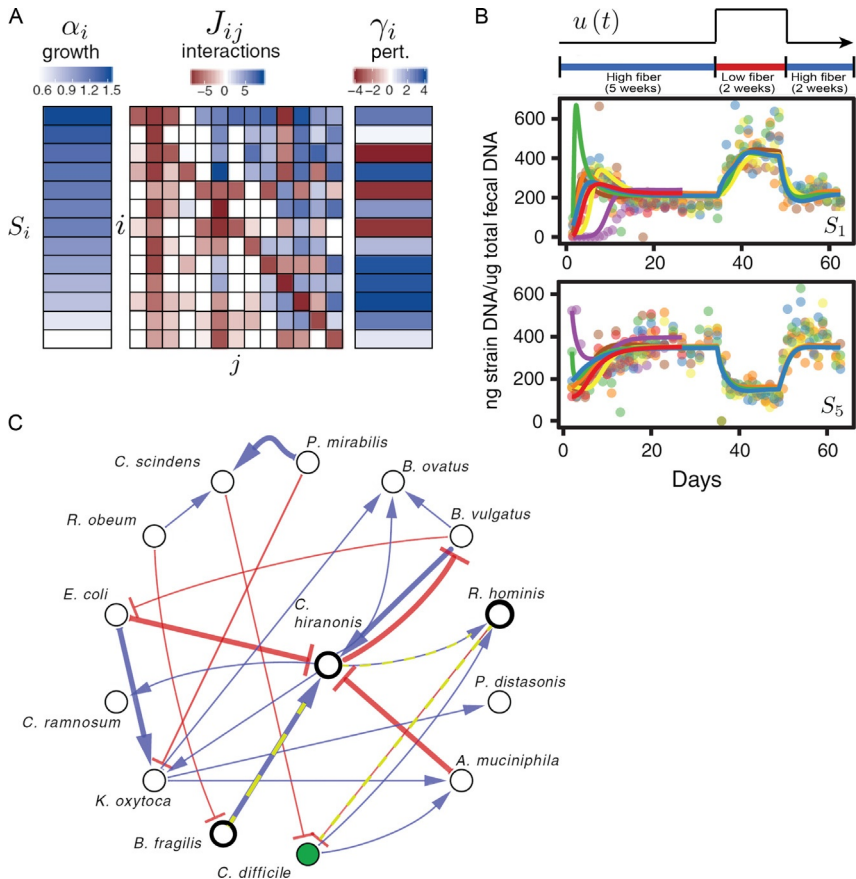 A
αi
growth
0.6 0.9 1.2 1.5
Jij
interactions
−5 5
γi
pert.
−4 −2 0 2 4
Si
i
j
B
u (t)
High fiber
(5 weeks)
Low fiber
(2 weeks)
High fiber
(2 weeks)
ng strain DNA/ug total fecal DNA
600
400
200
0
0 20 40 60
S1
600
400
200
0
0 20 40 60
S5
Days
C
P. mirabilis
C. scindens
B. ovatus
R. obeum
B. vulgatus
E. coli
C.
hiranonis
R. hominis
C. ramnosum
P. distasonis
K. oxytoca
A. muciniphila
B. fragilis
C. difficile